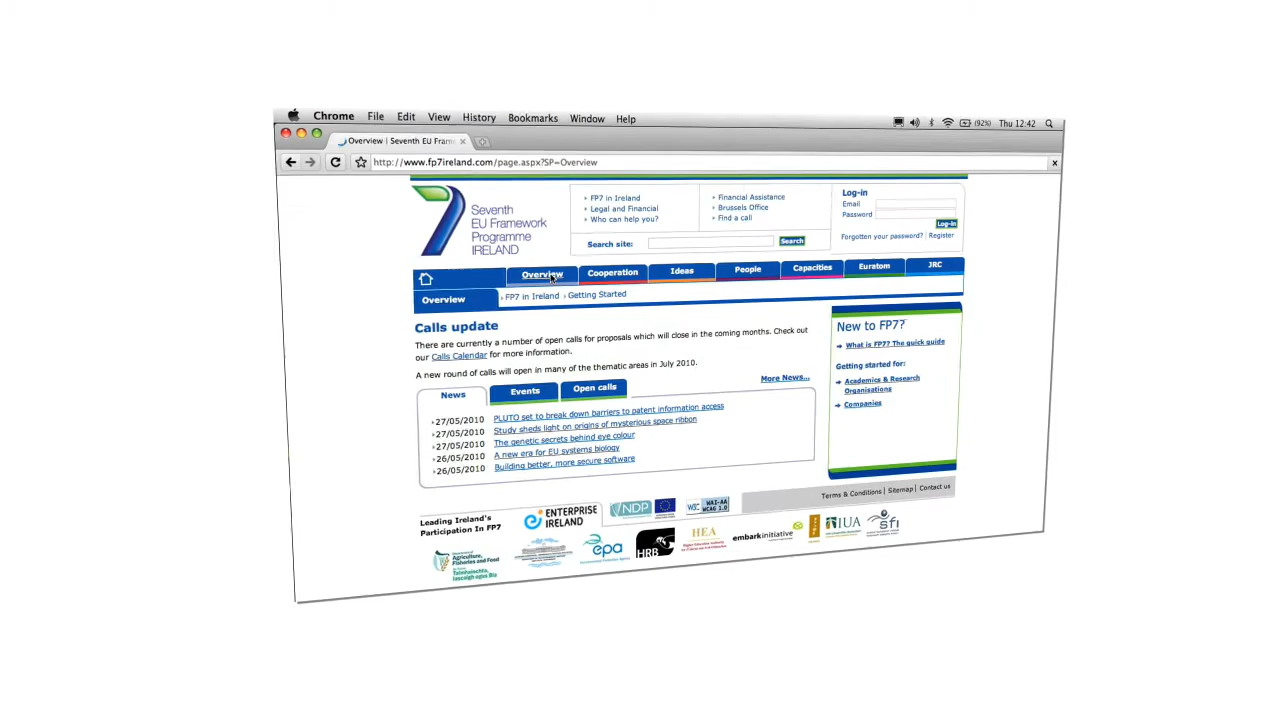 Chrome File Edit View History Bookmarks Window Help (92%) Thu 12:42
Overview | Seventh EU Fram
http://www.fp7ireland.com/page.aspx?SP=Overview
Seventh
EU Framework
Programme
IRELAND
FP7 in Ireland
Legal and Financial
Who can help you?
Financial Assistance
Brussels Office
Find a call
Search site: Search
Log-in
Email
Password
Log-in
Forgotten your password? | Register
Overview Cooperation Ideas People Capacities Euratom JRC
Overview FP7 in Ireland Getting Started
Calls update
There are currently a number of open calls for proposals which will close in the coming months. Check out
our Calls Calendar for more information.
A new round of calls will open in many of the thematic areas in July 2010.
More News...
News Events Open calls
27/05/2010 PLUTO set to break down barriers to patent information access
27/05/2010 Study sheds light on origins of mysterious space ribbon
27/05/2010 The genetic secrets behind eye colour
26/05/2010 A new era for EU systems biology
26/05/2010 Building better, more secure software
New to FP7?
What is FP7? The quick guide
Getting started for:
Academics & Research
Organisations
Companies
Terms & Conditions | Sitemap | Contact us
Leading Ireland's
Participation In FP7
ENTERPRISE
IRELAND
NDP
W3C WAI-AA
WCAG 1.0
Agriculture,
Fisheries and Food
epa
HRB
HEA
embarkinitiative
IUA
sfi